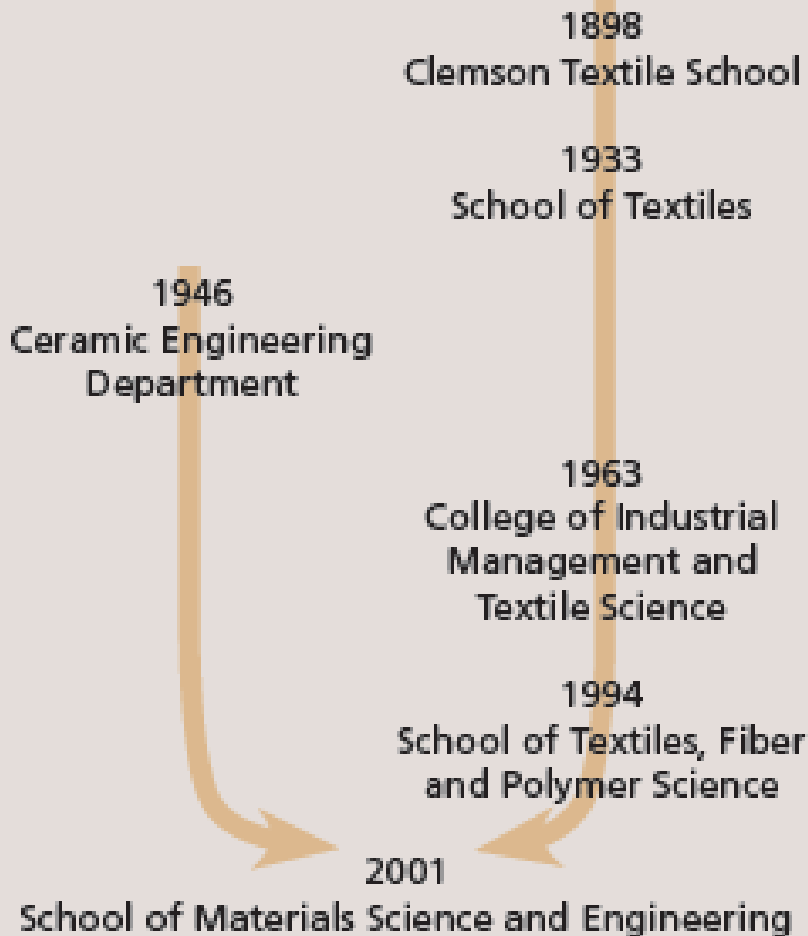 1898
Clemson Textile School
1933
School of Textiles
1946
Ceramic Engineering
Department
1963
College of Industrial
Management and
Textile Science
1994
School of Textiles, Fiber
and Polymer Science
2001
School of Materials Science and Engineering